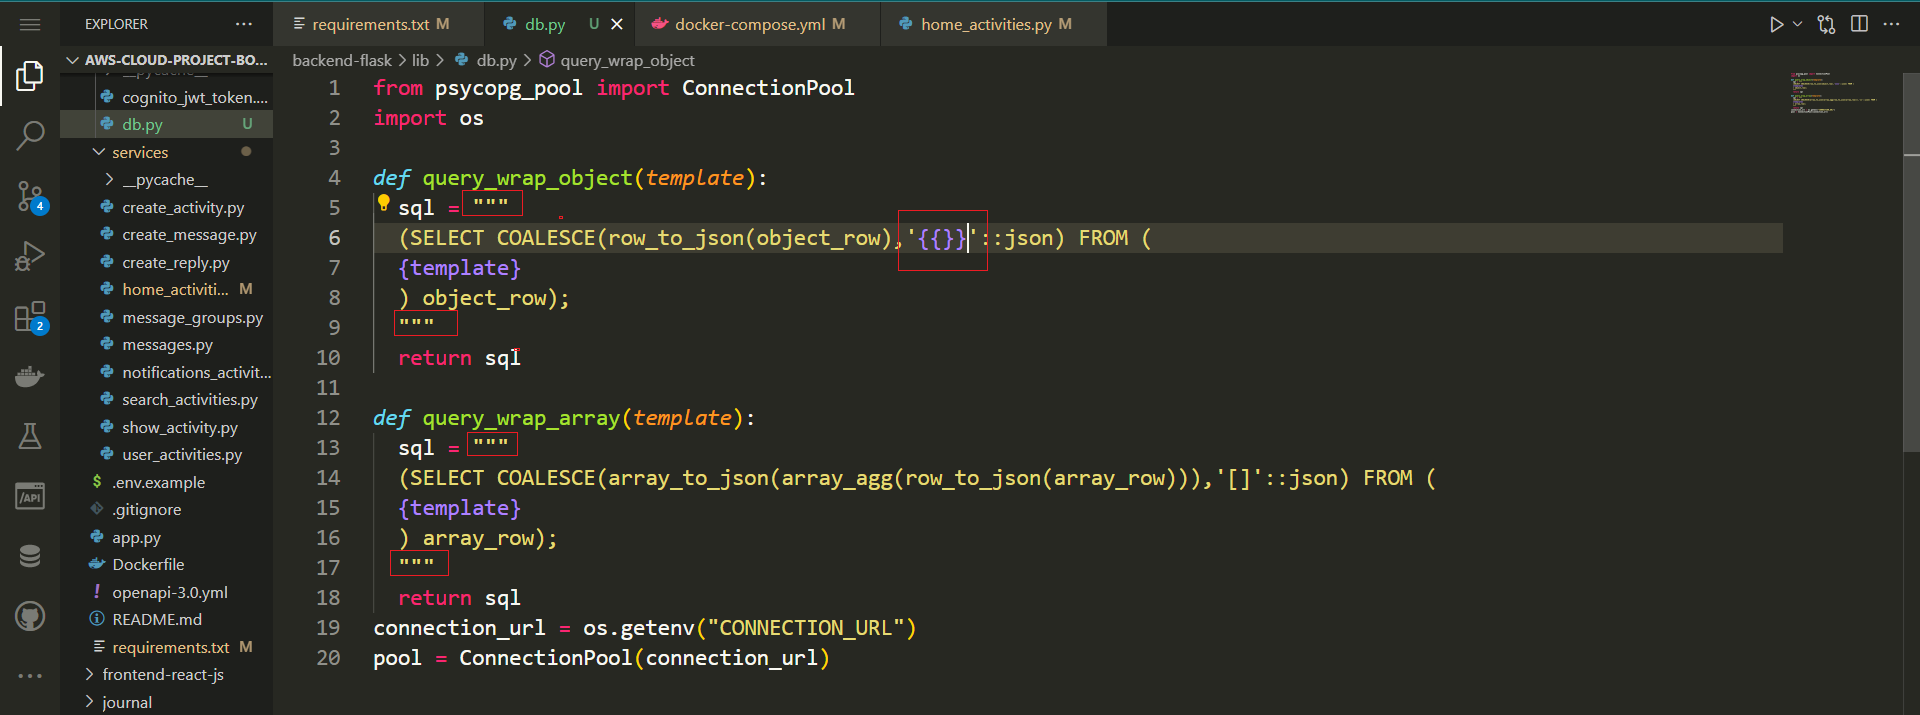 EXPLORER
requirements.txt M
db.py U
docker-compose.yml M
home_activities.py M
AWS-CLOUD-PROJECT-BO...
backend-flask > lib > db.py > query_wrap_object
__pycache__
cognito_jwt_token....
db.py U
services
__pycache__
create_activity.py
create_message.py
create_reply.py
home_activiti... M
message_groups.py
messages.py
notifications_activit...
search_activities.py
show_activity.py
user_activities.py
.env.example
.gitignore
app.py
Dockerfile
openapi-3.0.yml
README.md
requirements.txt M
frontend-react-js
journal
4
2
/API
1 from psycopg_pool import ConnectionPool
2 import os
3
4 def query_wrap_object(template):
5 sql = """
6 (SELECT COALESCE(row_to_json(object_row),'{{}}'::json) FROM (
7 {template}
8 ) object_row);
9 """
10 return sql
11
12 def query_wrap_array(template):
13 sql = """
14 (SELECT COALESCE(array_to_json(array_agg(row_to_json(array_row))),'[]'::json) FROM (
15 {template}
16 ) array_row);
17 """
18 return sql
19 connection_url = os.getenv("CONNECTION_URL")
20 pool = ConnectionPool(connection_url)